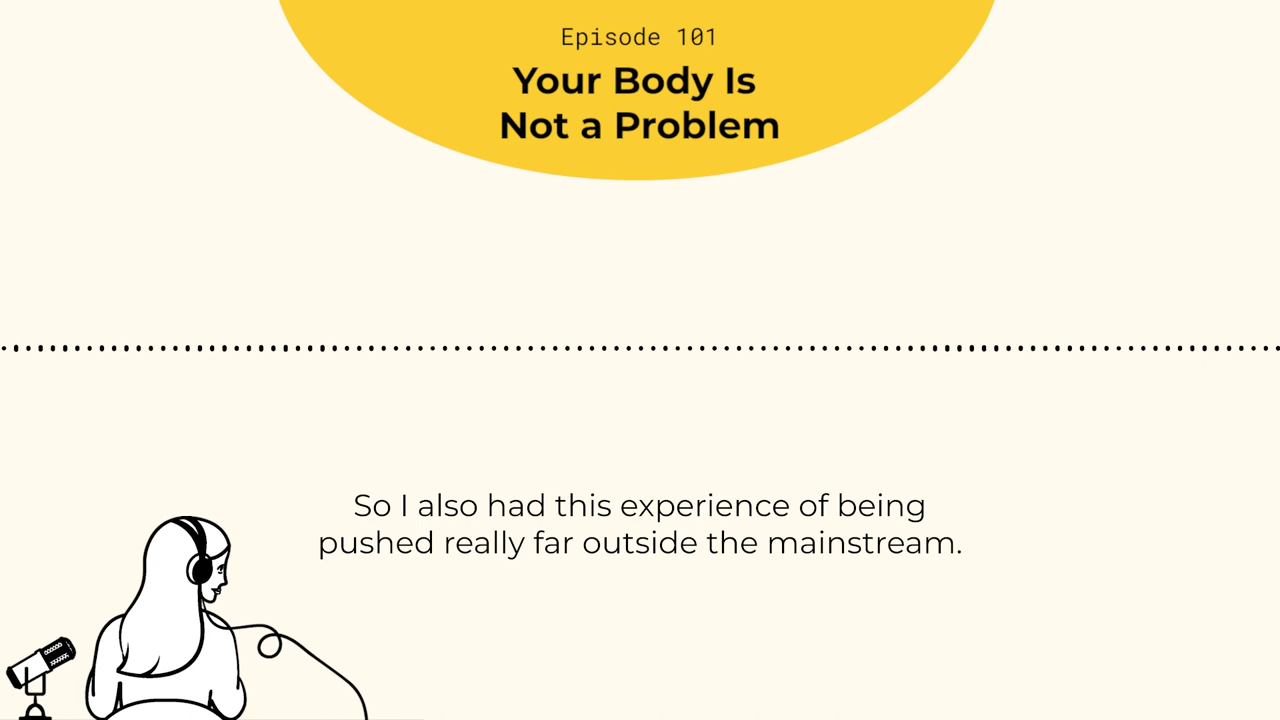 Episode 101
Your Body Is
Not a Problem
So I also had this experience of being
pushed really far outside the mainstream.